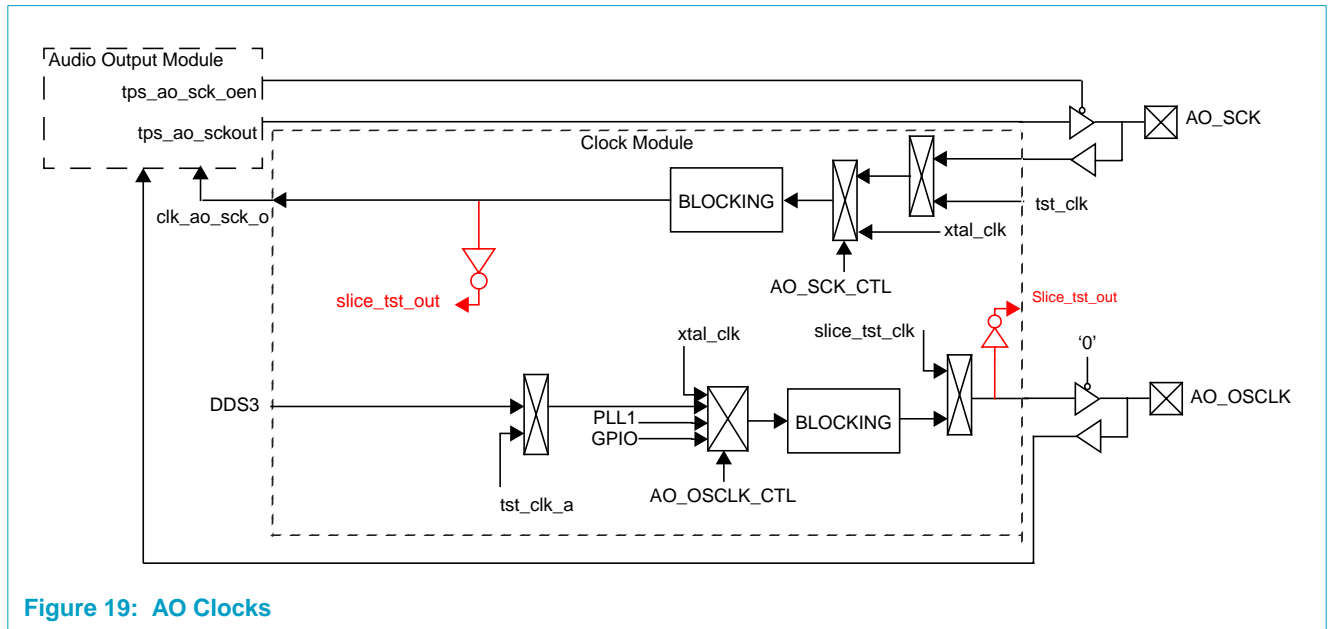 Audio Output Module
tps_ao_sck_oen
tps_ao_sckout
AO_SCK
Clock Module
BLOCKING
tst_clk
clk_ao_sck_o
xtal_clk
AO_SCK_CTL
slice_tst_out
Slice_tst_out
xtal_clk
slice_tst_clk
‘0’
DDS3
PLL1
GPIO
BLOCKING
AO_OSCLK
tst_clk_a
AO_OSCLK_CTL
Figure 19: AO Clocks